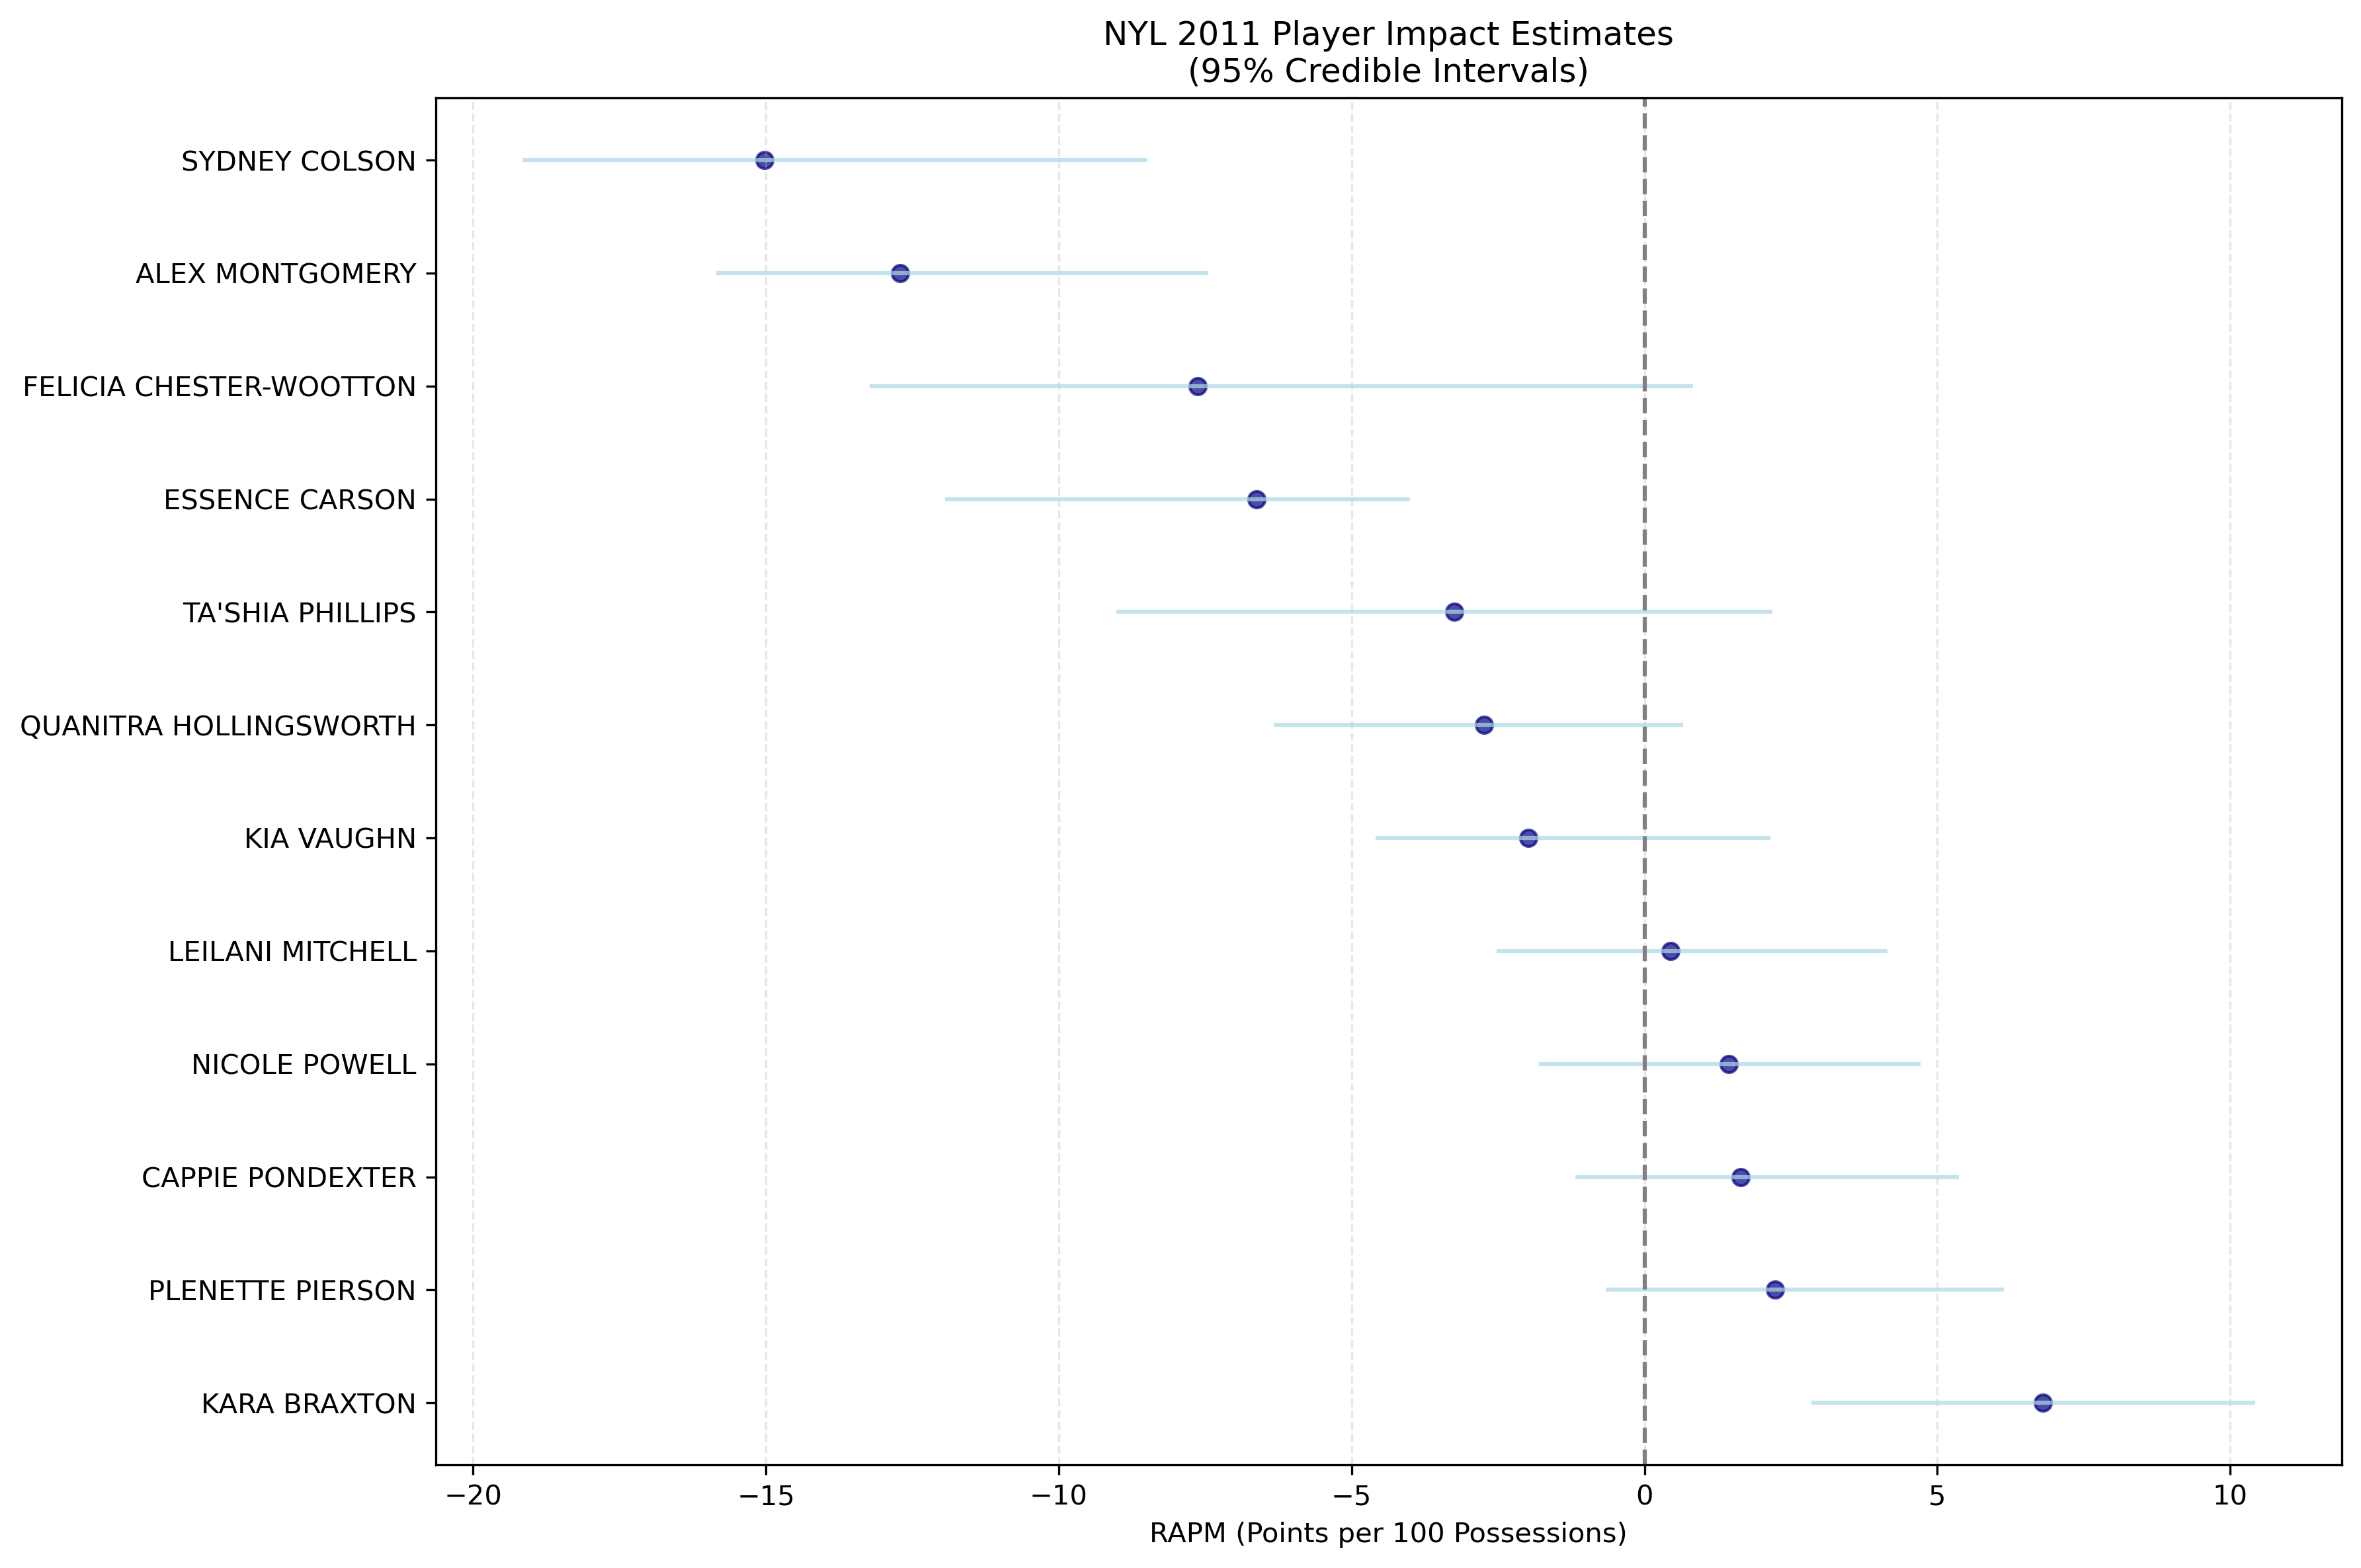 NYL 2011 Player Impact Estimates
(95% Credible Intervals)
SYDNEY COLSON
ALEX MONTGOMERY
FELICIA CHESTER-WOOTTON
ESSENCE CARSON
TA'SHIA PHILLIPS
QUANITRA HOLLINGSWORTH
KIA VAUGHN
LEILANI MITCHELL
NICOLE POWELL
CAPPIE PONDEXTER
PLENETTE PIERSON
KARA BRAXTON
−20 −15 −10 −5 0 5 10
RAPM (Points per 100 Possessions)